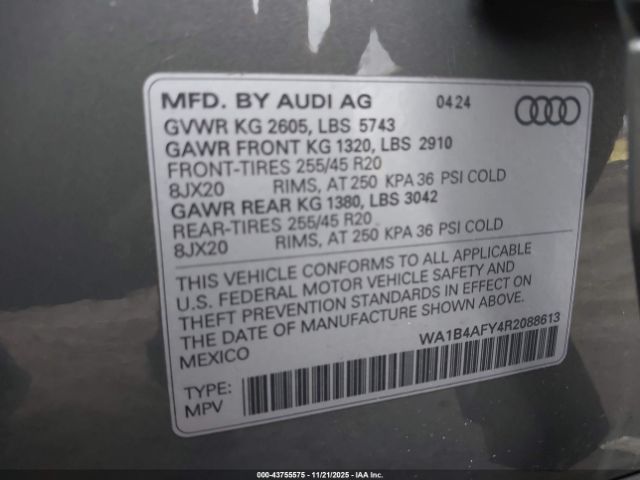 MFD. BY AUDI AG 0424
GVWR KG 2605, LBS 5743
GAWR FRONT KG 1320, LBS 2910
FRONT-TIRES 255/45 R20
8JX20 RIMS, AT 250 KPA 36 PSI COLD
GAWR REAR KG 1380, LBS 3042
REAR-TIRES 255/45 R20
8JX20 RIMS, AT 250 KPA 36 PSI COLD
THIS VEHICLE CONFORMS TO ALL APPLICABLE
U.S. FEDERAL MOTOR VEHICLE SAFETY AND
THEFT PREVENTION STANDARDS IN EFFECT ON
THE DATE OF MANUFACTURE SHOWN ABOVE.
MEXICO WA1B4AFY4R2088613
TYPE:
MPV
000-43755575 - 11/21/2025 - IAAI.COM